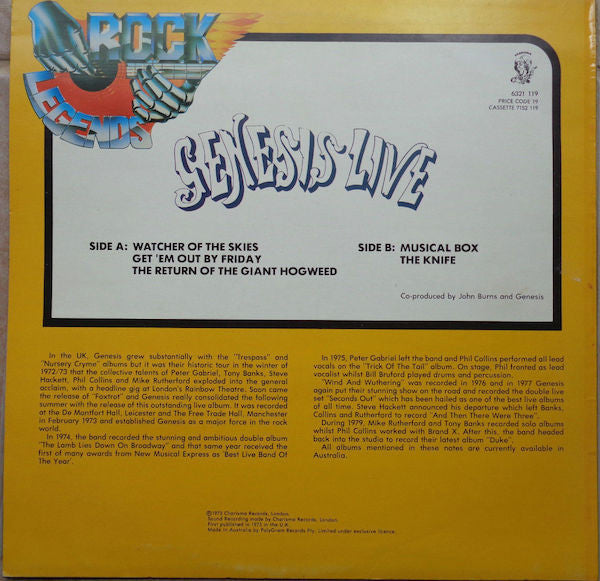 ROCK
LEGENDS
6321 119
PRICE CODE 19
CASSETTE 7152 119
GENESIS LIVE
SIDE A: WATCHER OF THE SKIES
GET 'EM OUT BY FRIDAY
THE RETURN OF THE GIANT HOGWEED
SIDE B: MUSICAL BOX
THE KNIFE
Co-produced by John Burns and Genesis
In the UK, Genesis grew substantially with the "Trespass" and
"Nursery Cryme" albums but it was their historic tour in the winter of
1972/73 that the collective talents of Peter Gabriel, Tony Banks, Steve
Hackett, Phil Collins and Mike Rutherford exploded into the general
acclaim, with a headline gig at London's Rainbow Theatre. Soon came
the release of "Foxtrot" and Genesis really consolidated the following
summer with the release of this outstanding live album. It was recorded
at the De Montfort Hall, Leicester and The Free Trade Hall, Manchester
in February 1973 and established Genesis as a major force in the rock
world.
In 1974, the band recorded the stunning and ambitious double album
"The Lamb Lies Down On Broadway" and that same year received the
first of many awards from New Musical Express as 'Best Live Band Of
The Year'.
In 1975, Peter Gabriel left the band and Phil Collins performed all lead
vocals on the "Trick Of The Tail" album. On stage, Phil fronted as lead
vocalist whilst Bill Bruford played drums and percussion.
"Wind And Wuthering" was recorded in 1976 and in 1977 Genesis
again put their stunning show on the road and recorded the double live
set "Seconds Out" which has been hailed as one of the best live albums
of all time. Steve Hackett announced his departure which left Banks,
Collins and Rutherford to record "And Then There Were Three".
During 1979, Mike Rutherford and Tony Banks recorded solo albums
whilst Phil Collins worked with Brand X. After this, the band headed
back into the studio to record their latest album "Duke".
All albums mentioned in these notes are currently available in
Australia.
Ⓟ1973 Charisma Records, London.
Sound Recording made by Charisma Records, London.
First published in 1973 in the U.K.
Made in Australia by PolyGram Records Pty. Limited under exclusive licence.